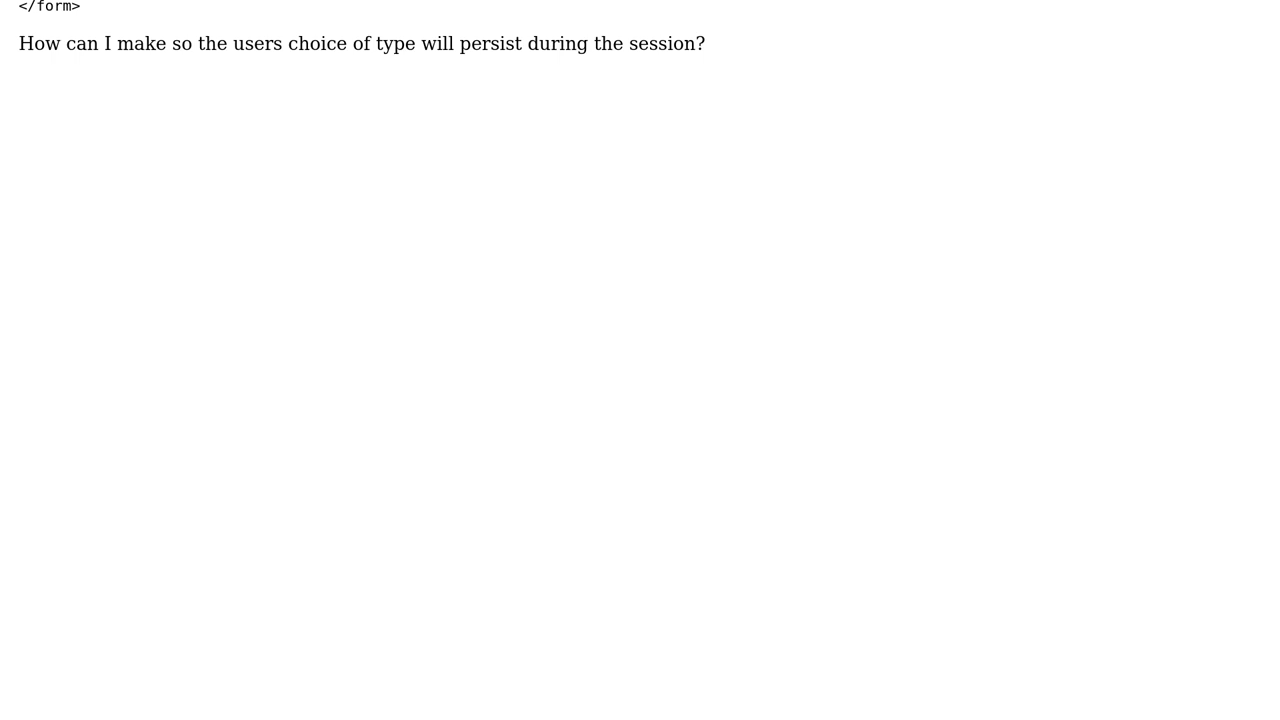 </form>
How can I make so the users choice of type will persist during the session?